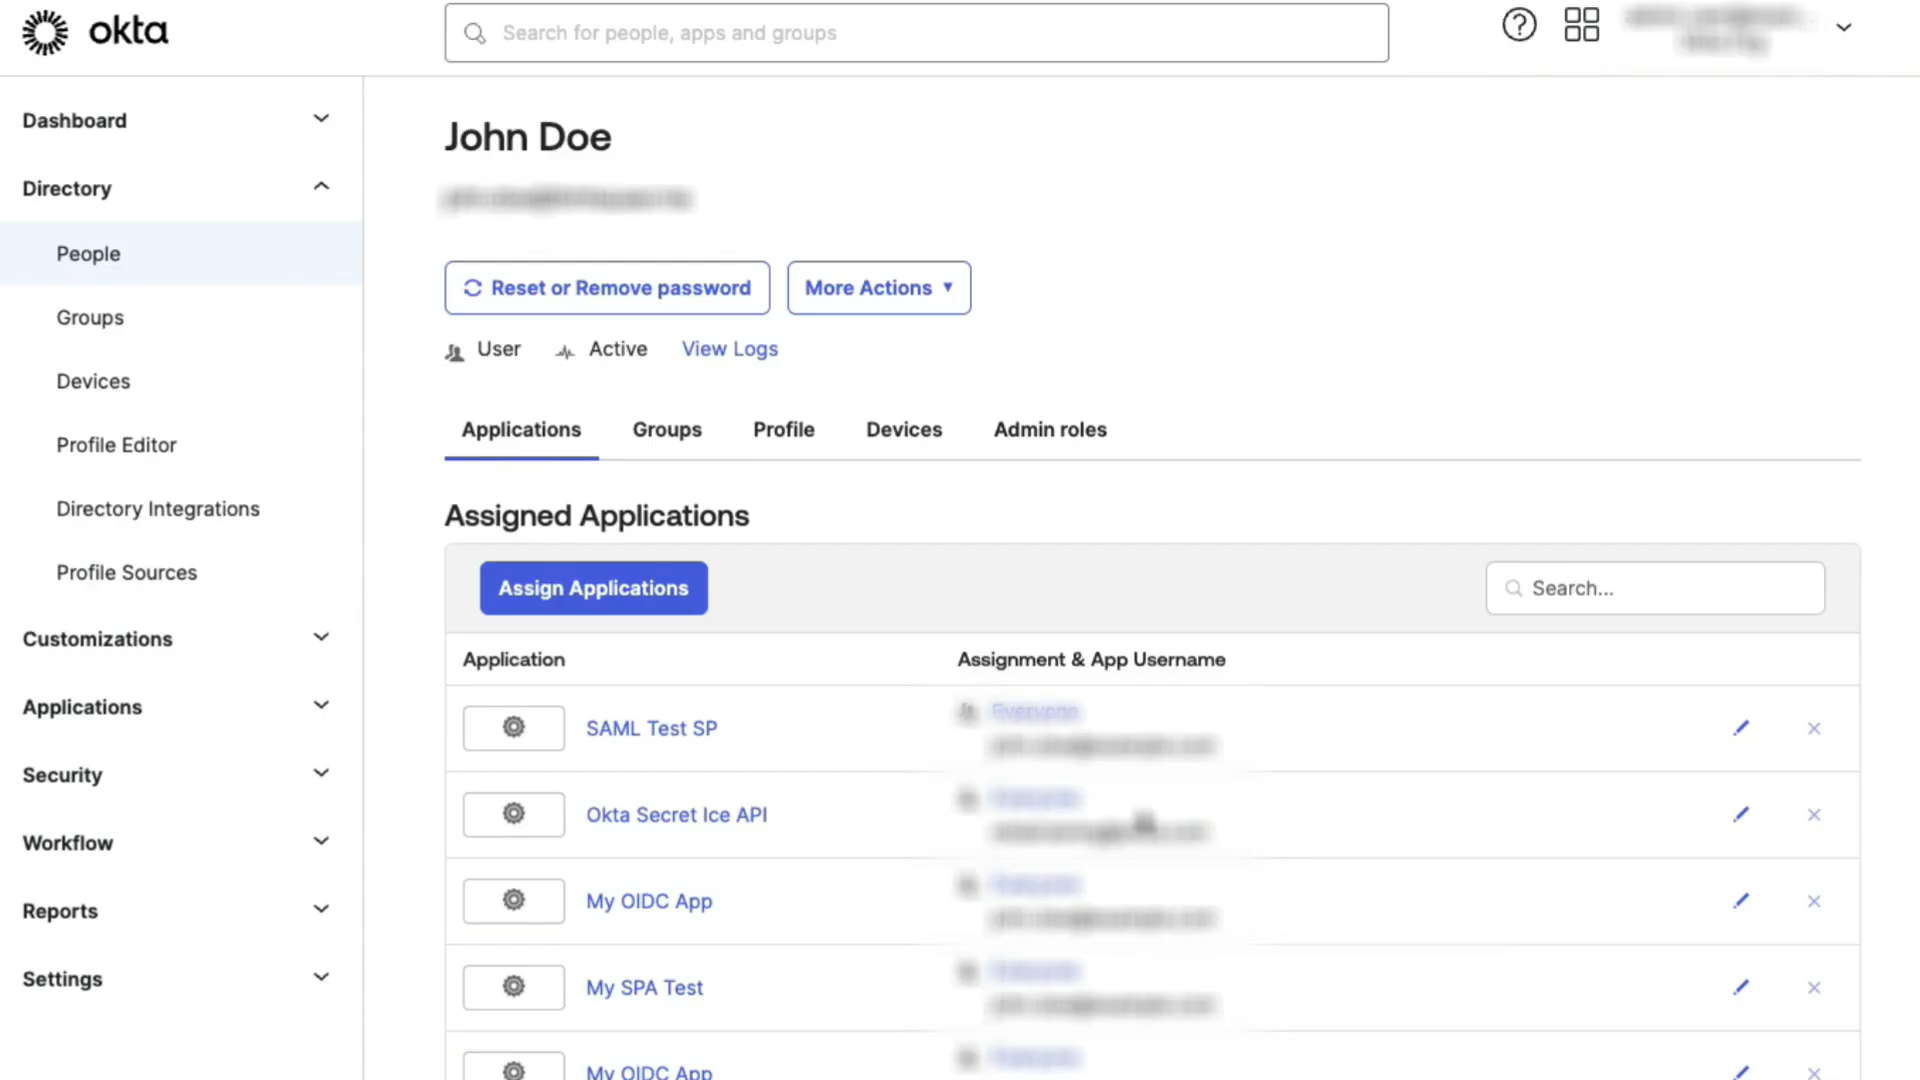 okta
Search for people, apps and groups
Dashboard
Directory
People
Groups
Devices
Profile Editor
Directory Integrations
Profile Sources
Customizations
Applications
Security
Workflow
Reports
Settings
John Doe
Reset or Remove password
More Actions
User Active View Logs
Applications Groups Profile Devices Admin roles
Assigned Applications
Assign Applications
Search...
Application Assignment & App Username
Everyone
SAML Test SP
Okta Secret Ice API
My OIDC App
My SPA Test
My OIDC App